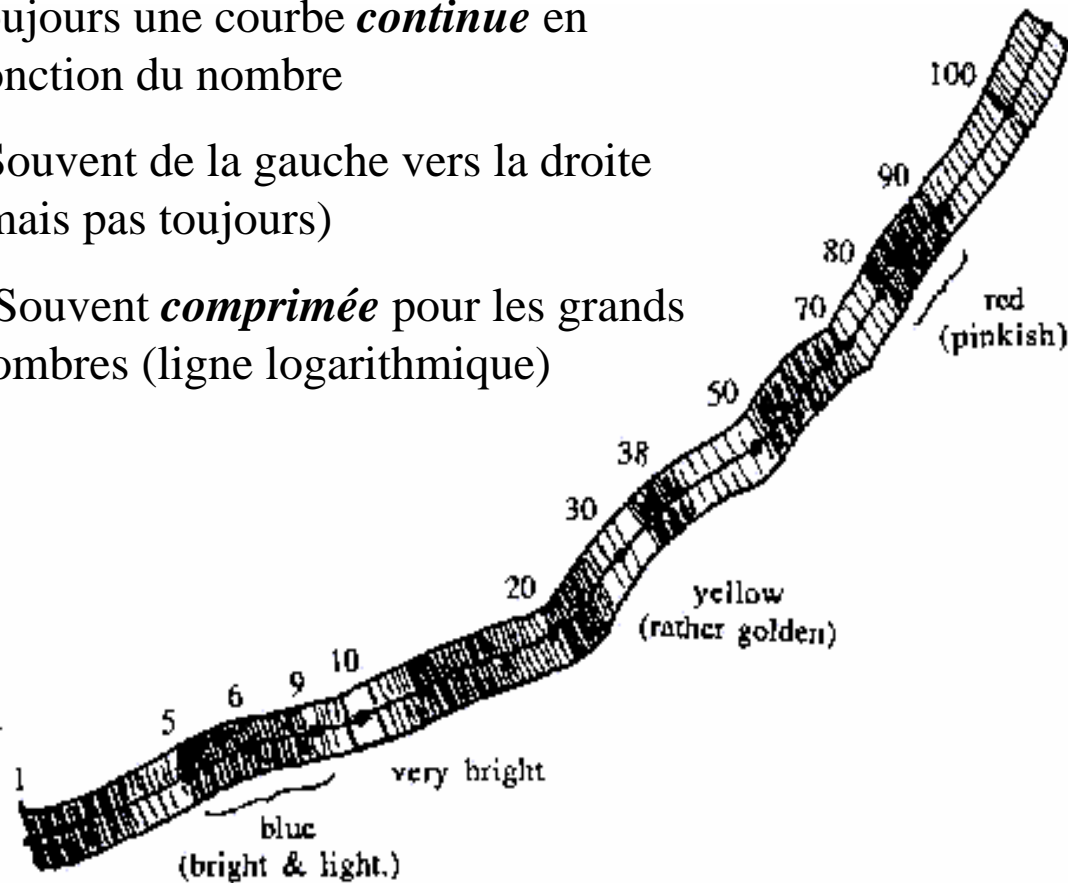 oujours une courbe continue en
onction du nombre
Souvent de la gauche vers la droite
mais pas toujours)
Souvent comprimée pour les grands
ombres (ligne logarithmique)
100
90
80
red
(pinkish)
70
50
38
30
20
yellow
(rather golden)
10
9
6
5
very bright
1
blue
(bright & light.)